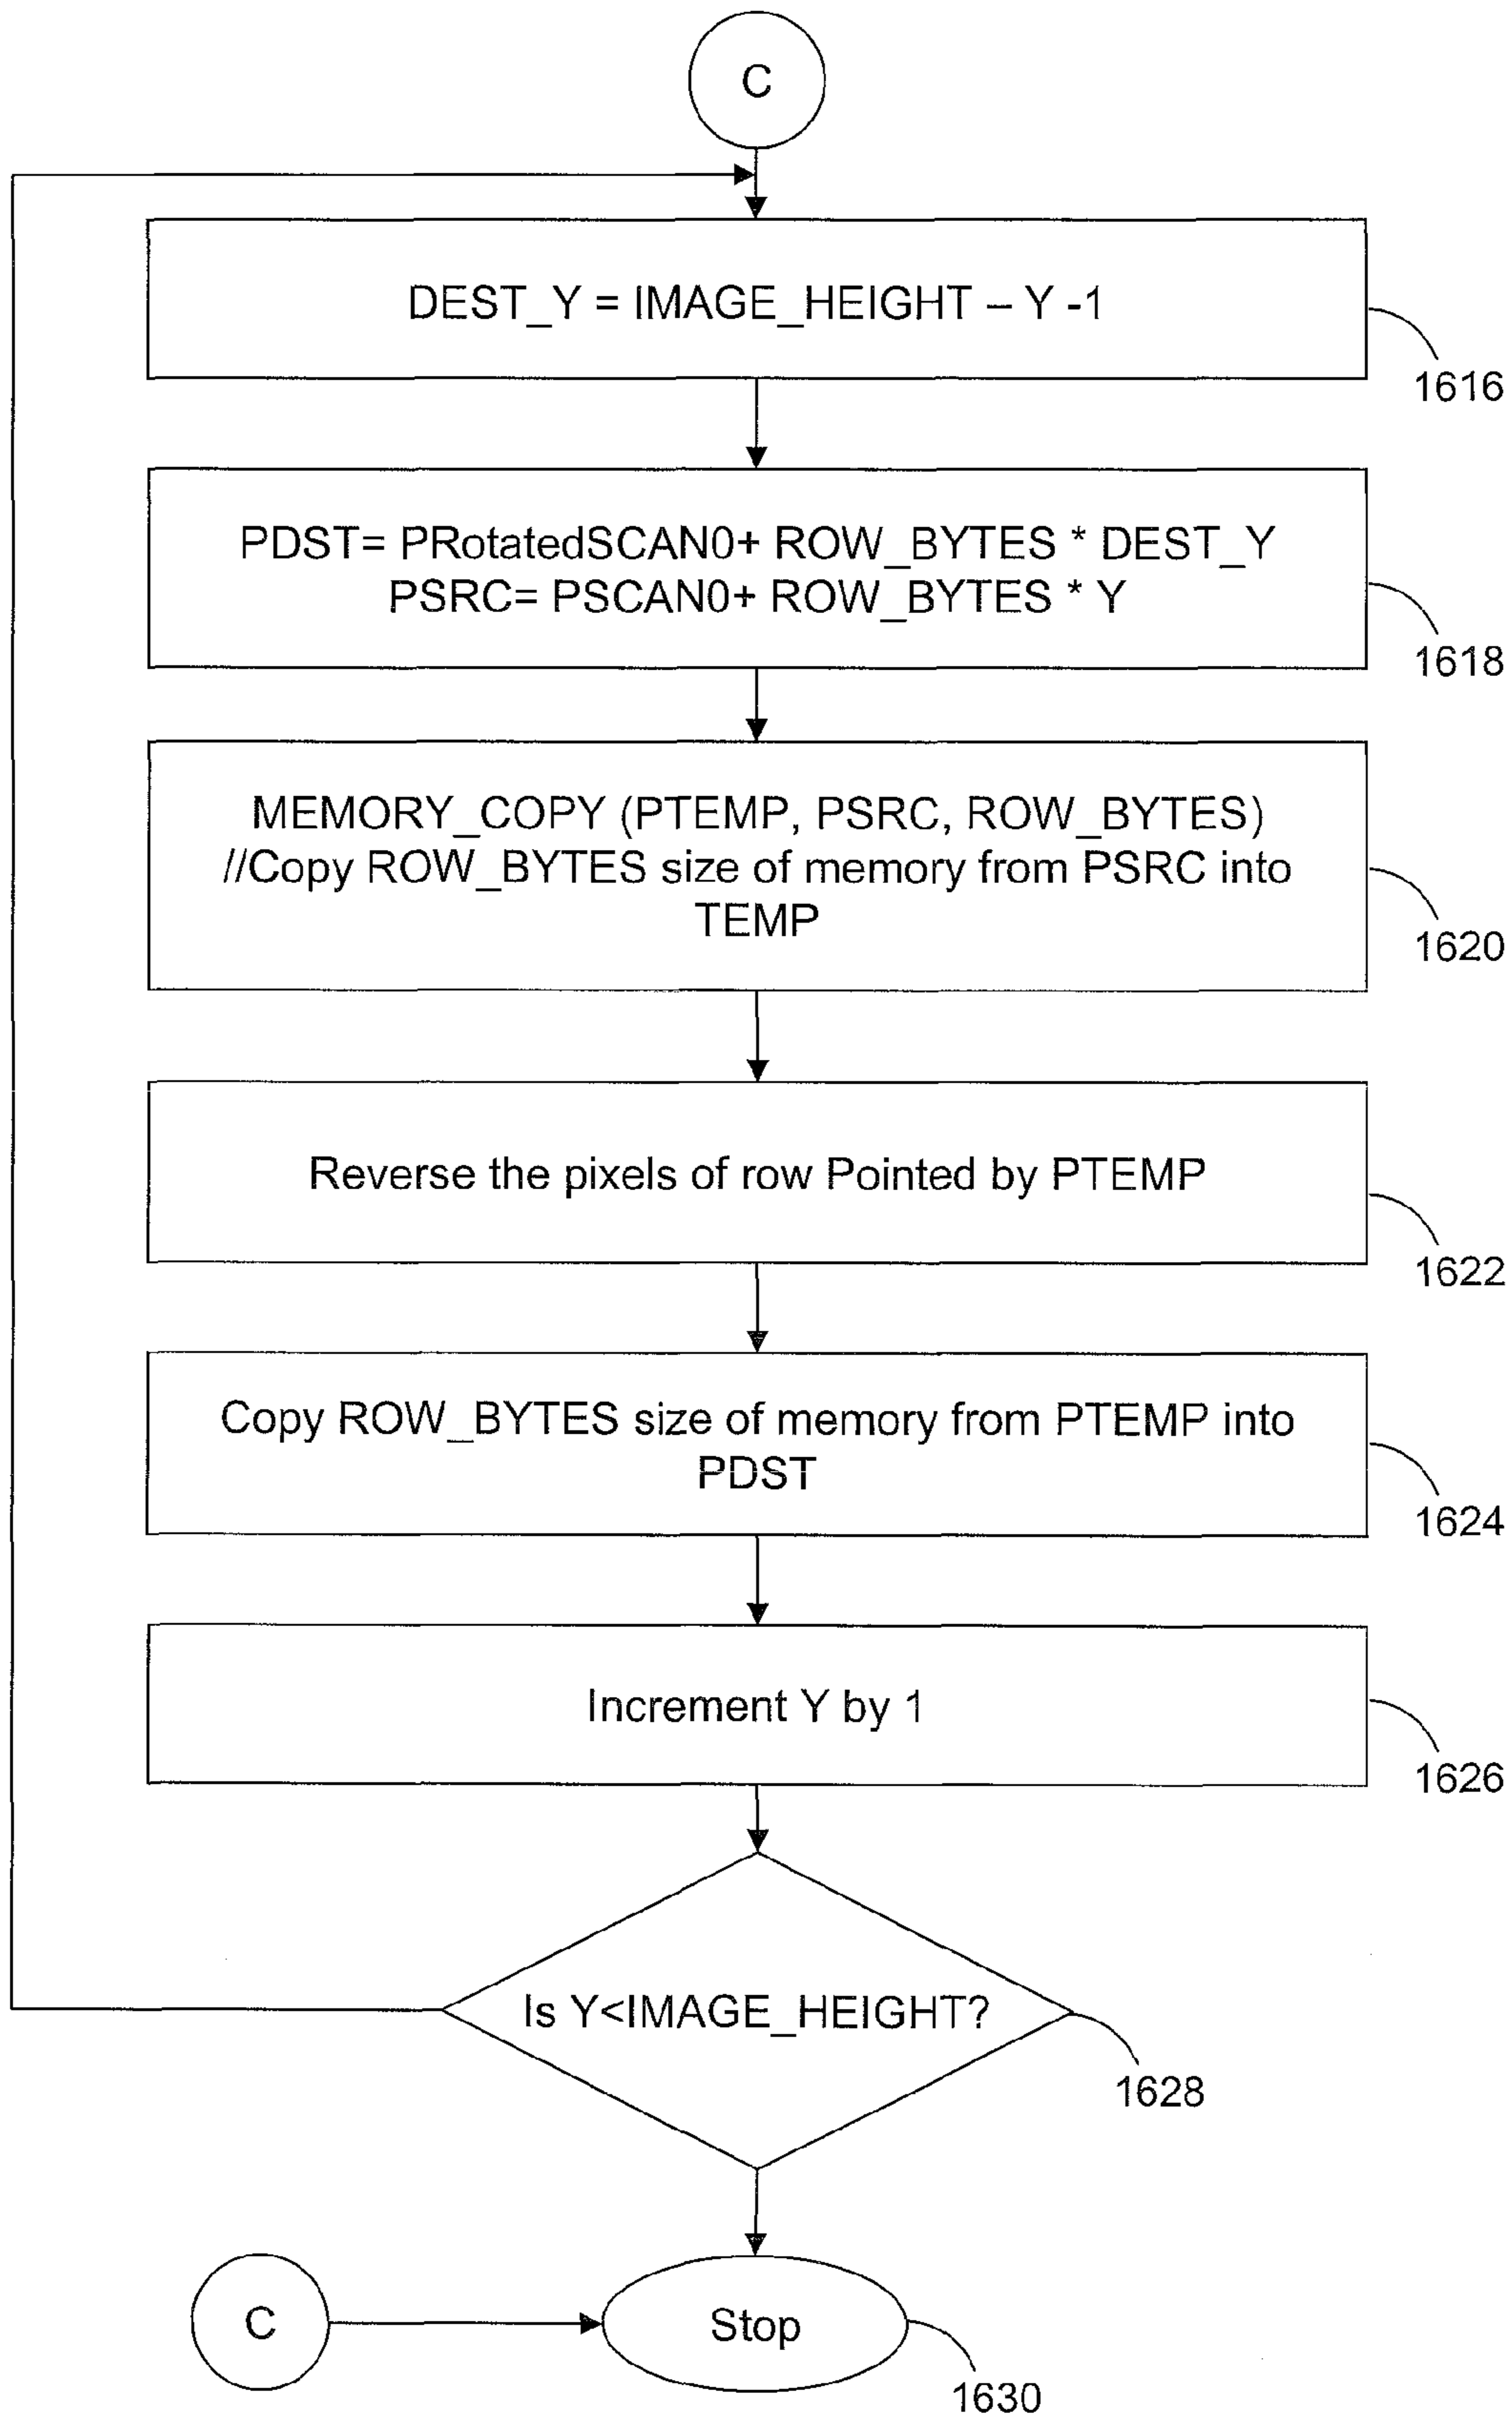 C
DEST_Y = IMAGE_HEIGHT – Y -1
1616
PDST= PRotatedSCAN0+ ROW_BYTES * DEST_Y
PSRC= PSCAN0+ ROW_BYTES * Y
1618
MEMORY_COPY (PTEMP, PSRC, ROW_BYTES)
//Copy ROW_BYTES size of memory from PSRC into
TEMP
1620
Reverse the pixels of row Pointed by PTEMP
1622
Copy ROW_BYTES size of memory from PTEMP into
PDST
1624
Increment Y by 1
1626
Is Y<IMAGE_HEIGHT?
1628
C
Stop
1630